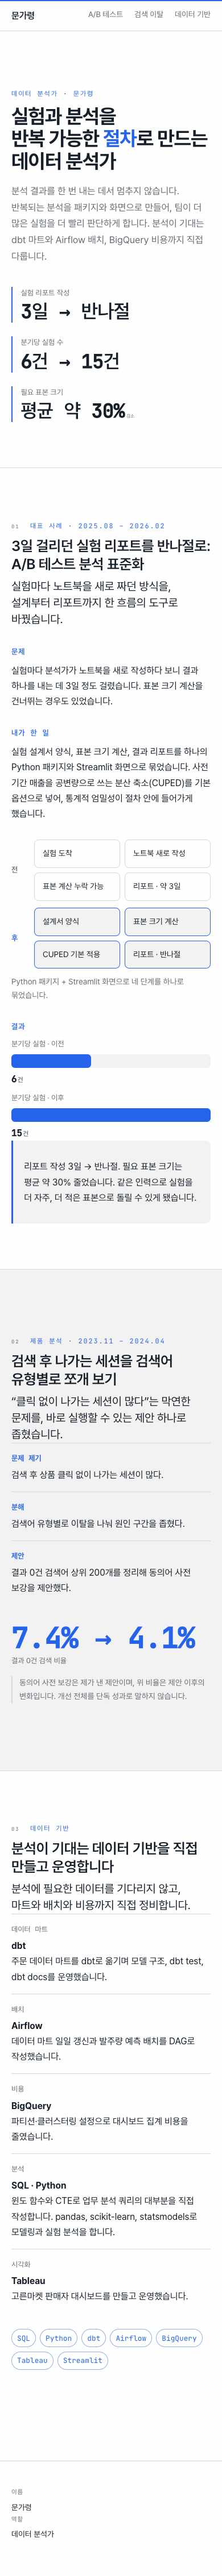 문가령
A/B 테스트 검색 이탈 데이터 기반
데이터 분석가 · 문가령
실험과 분석을
반복 가능한 절차로 만드는
데이터 분석가
분석 결과를 한 번 내는 데서 멈추지 않습니다.
반복되는 분석을 패키지와 화면으로 만들어, 팀이 더
많은 실험을 더 빨리 판단하게 합니다. 분석이 기대는
dbt 마트와 Airflow 배치, BigQuery 비용까지 직접
다룹니다.
실험 리포트 작성
3일 → 반나절
분기당 실험 수
6건 → 15건
필요 표본 크기
평균 약 30%감소
01 대표 사례 · 2025.08 – 2026.02
3일 걸리던 실험 리포트를 반나절로:
A/B 테스트 분석 표준화
실험마다 노트북을 새로 짜던 방식을,
설계부터 리포트까지 한 흐름의 도구로
바꿨습니다.
문제
실험마다 분석가가 노트북을 새로 작성하다 보니 결과
하나를 내는 데 3일 정도 걸렸습니다. 표본 크기 계산을
건너뛰는 경우도 있었습니다.
내가 한 일
실험 설계서 양식, 표본 크기 계산, 결과 리포트를 하나의
Python 패키지와 Streamlit 화면으로 묶었습니다. 사전
기간 매출을 공변량으로 쓰는 분산 축소(CUPED)를 기본
옵션으로 넣어, 통계적 엄밀성이 절차 안에 들어가게
했습니다.
전
실험 도착
노트북 새로 작성
표본 계산 누락 가능
리포트 · 약 3일
후
설계서 양식
표본 크기 계산
CUPED 기본 적용
리포트 · 반나절
Python 패키지 + Streamlit 화면으로 네 단계를 하나로
묶었습니다.
결과
분기당 실험 · 이전
6건
분기당 실험 · 이후
15건
리포트 작성 3일 → 반나절. 필요 표본 크기는
평균 약 30% 줄었습니다. 같은 인력으로 실험을
더 자주, 더 적은 표본으로 돌릴 수 있게 됐습니다.
02 제품 분석 · 2023.11 – 2024.04
검색 후 나가는 세션을 검색어
유형별로 쪼개 보기
“클릭 없이 나가는 세션이 많다”는 막연한
문제를, 바로 실행할 수 있는 제안 하나로
좁혔습니다.
문제 제기
검색 후 상품 클릭 없이 나가는 세션이 많다.
분해
검색어 유형별로 이탈을 나눠 원인 구간을 좁혔다.
제안
결과 0건 검색어 상위 200개를 정리해 동의어 사전
보강을 제안했다.
7.4% → 4.1%
결과 0건 검색 비율
동의어 사전 보강은 제가 낸 제안이며, 위 비율은 제안 이후의
변화입니다. 개선 전체를 단독 성과로 말하지 않습니다.
03 데이터 기반
분석이 기대는 데이터 기반을 직접
만들고 운영합니다
분석에 필요한 데이터를 기다리지 않고,
마트와 배치와 비용까지 직접 정비합니다.
데이터 마트
dbt
주문 데이터 마트를 dbt로 옮기며 모델 구조, dbt test,
dbt docs를 운영했습니다.
배치
Airflow
데이터 마트 일일 갱신과 발주량 예측 배치를 DAG로
작성했습니다.
비용
BigQuery
파티션·클러스터링 설정으로 대시보드 집계 비용을
줄였습니다.
분석
SQL · Python
윈도 함수와 CTE로 업무 분석 쿼리의 대부분을 직접
작성합니다. pandas, scikit-learn, statsmodels로
모델링과 실험 분석을 합니다.
시각화
Tableau
고른마켓 판매자 대시보드를 만들고 운영했습니다.
SQL Python dbt Airflow BigQuery
Tableau Streamlit
이름
문가령
역할
데이터 분석가